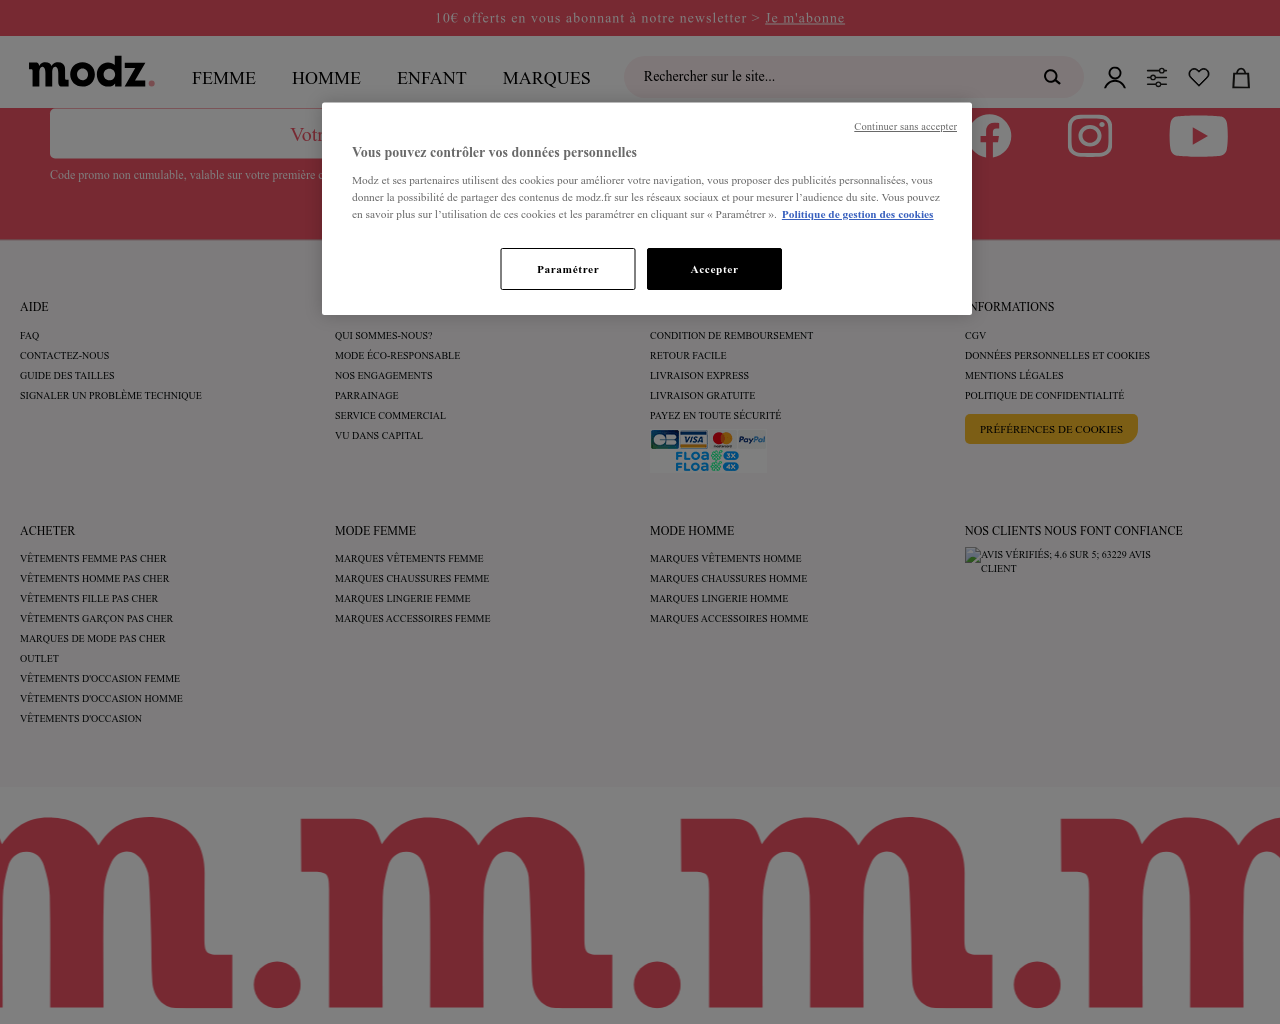 10€ offerts en vous abonnant à notre newsletter > Je m'abonne
modz.
FEMME
HOMME
ENFANT
MARQUES
Rechercher sur le site...
Continuer sans accepter
Vous pouvez contrôler vos données personnelles
Modz et ses partenaires utilisent des cookies pour améliorer votre navigation, vous proposer des publicités personnalisées, vous
donner la possibilité de partager des contenus de modz.fr sur les réseaux sociaux et pour mesurer l’audience du site. Vous pouvez
en savoir plus sur l’utilisation de ces cookies et les paramétrer en cliquant sur « Paramétrer ». Politique de gestion des cookies
Paramétrer
Accepter
Code promo non cumulable, valable sur votre première
AIDE
FAQ
CONTACTEZ-NOUS
GUIDE DES TAILLES
SIGNALER UN PROBLÈME TECHNIQUE
QUI SOMMES-NOUS?
MODE ÉCO-RESPONSABLE
NOS ENGAGEMENTS
PARRAINAGE
SERVICE COMMERCIAL
VU DANS CAPITAL
CONDITION DE REMBOURSEMENT
RETOUR FACILE
LIVRAISON EXPRESS
LIVRAISON GRATUITE
PAYEZ EN TOUTE SÉCURITÉ
CB VISA mastercard PayPal
FLOA 3X
FLOA 4X
NFORMATIONS
CGV
DONNÉES PERSONNELLES ET COOKIES
MENTIONS LÉGALES
POLITIQUE DE CONFIDENTIALITÉ
PRÉFÉRENCES DE COOKIES
ACHETER
VÊTEMENTS FEMME PAS CHER
VÊTEMENTS HOMME PAS CHER
VÊTEMENTS FILLE PAS CHER
VÊTEMENTS GARÇON PAS CHER
MARQUES DE MODE PAS CHER
OUTLET
VÊTEMENTS D'OCCASION FEMME
VÊTEMENTS D'OCCASION HOMME
VÊTEMENTS D'OCCASION
MODE FEMME
MARQUES VÊTEMENTS FEMME
MARQUES CHAUSSURES FEMME
MARQUES LINGERIE FEMME
MARQUES ACCESSOIRES FEMME
MODE HOMME
MARQUES VÊTEMENTS HOMME
MARQUES CHAUSSURES HOMME
MARQUES LINGERIE HOMME
MARQUES ACCESSOIRES HOMME
NOS CLIENTS NOUS FONT CONFIANCE
AVIS VÉRIFIÉS; 4.6 SUR 5; 63229 AVIS
CLIENT
m.m.m.m